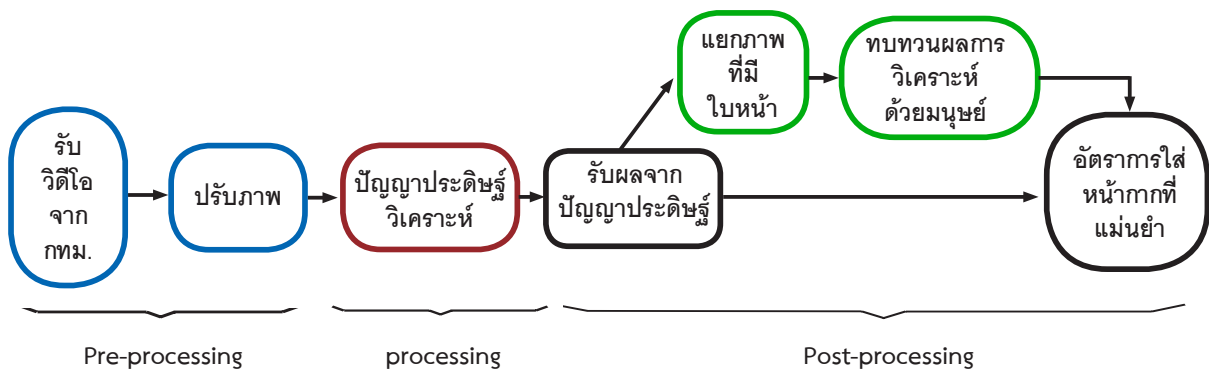 รับ
วิดีโอ
จาก
กทม.
ปรับภาพ
ปัญญาประดิษฐ์
วิเคราะห์
รับผลจาก
ปัญญาประดิษฐ์
แยกภาพ
ที่มี
ใบหน้า
ทบทวนผลการ
วิเคราะห์
ด้วยมนุษย์
อัตราการใส่
หน้ากากที่
แม่นยำ
Pre-processing
processing
Post-processing